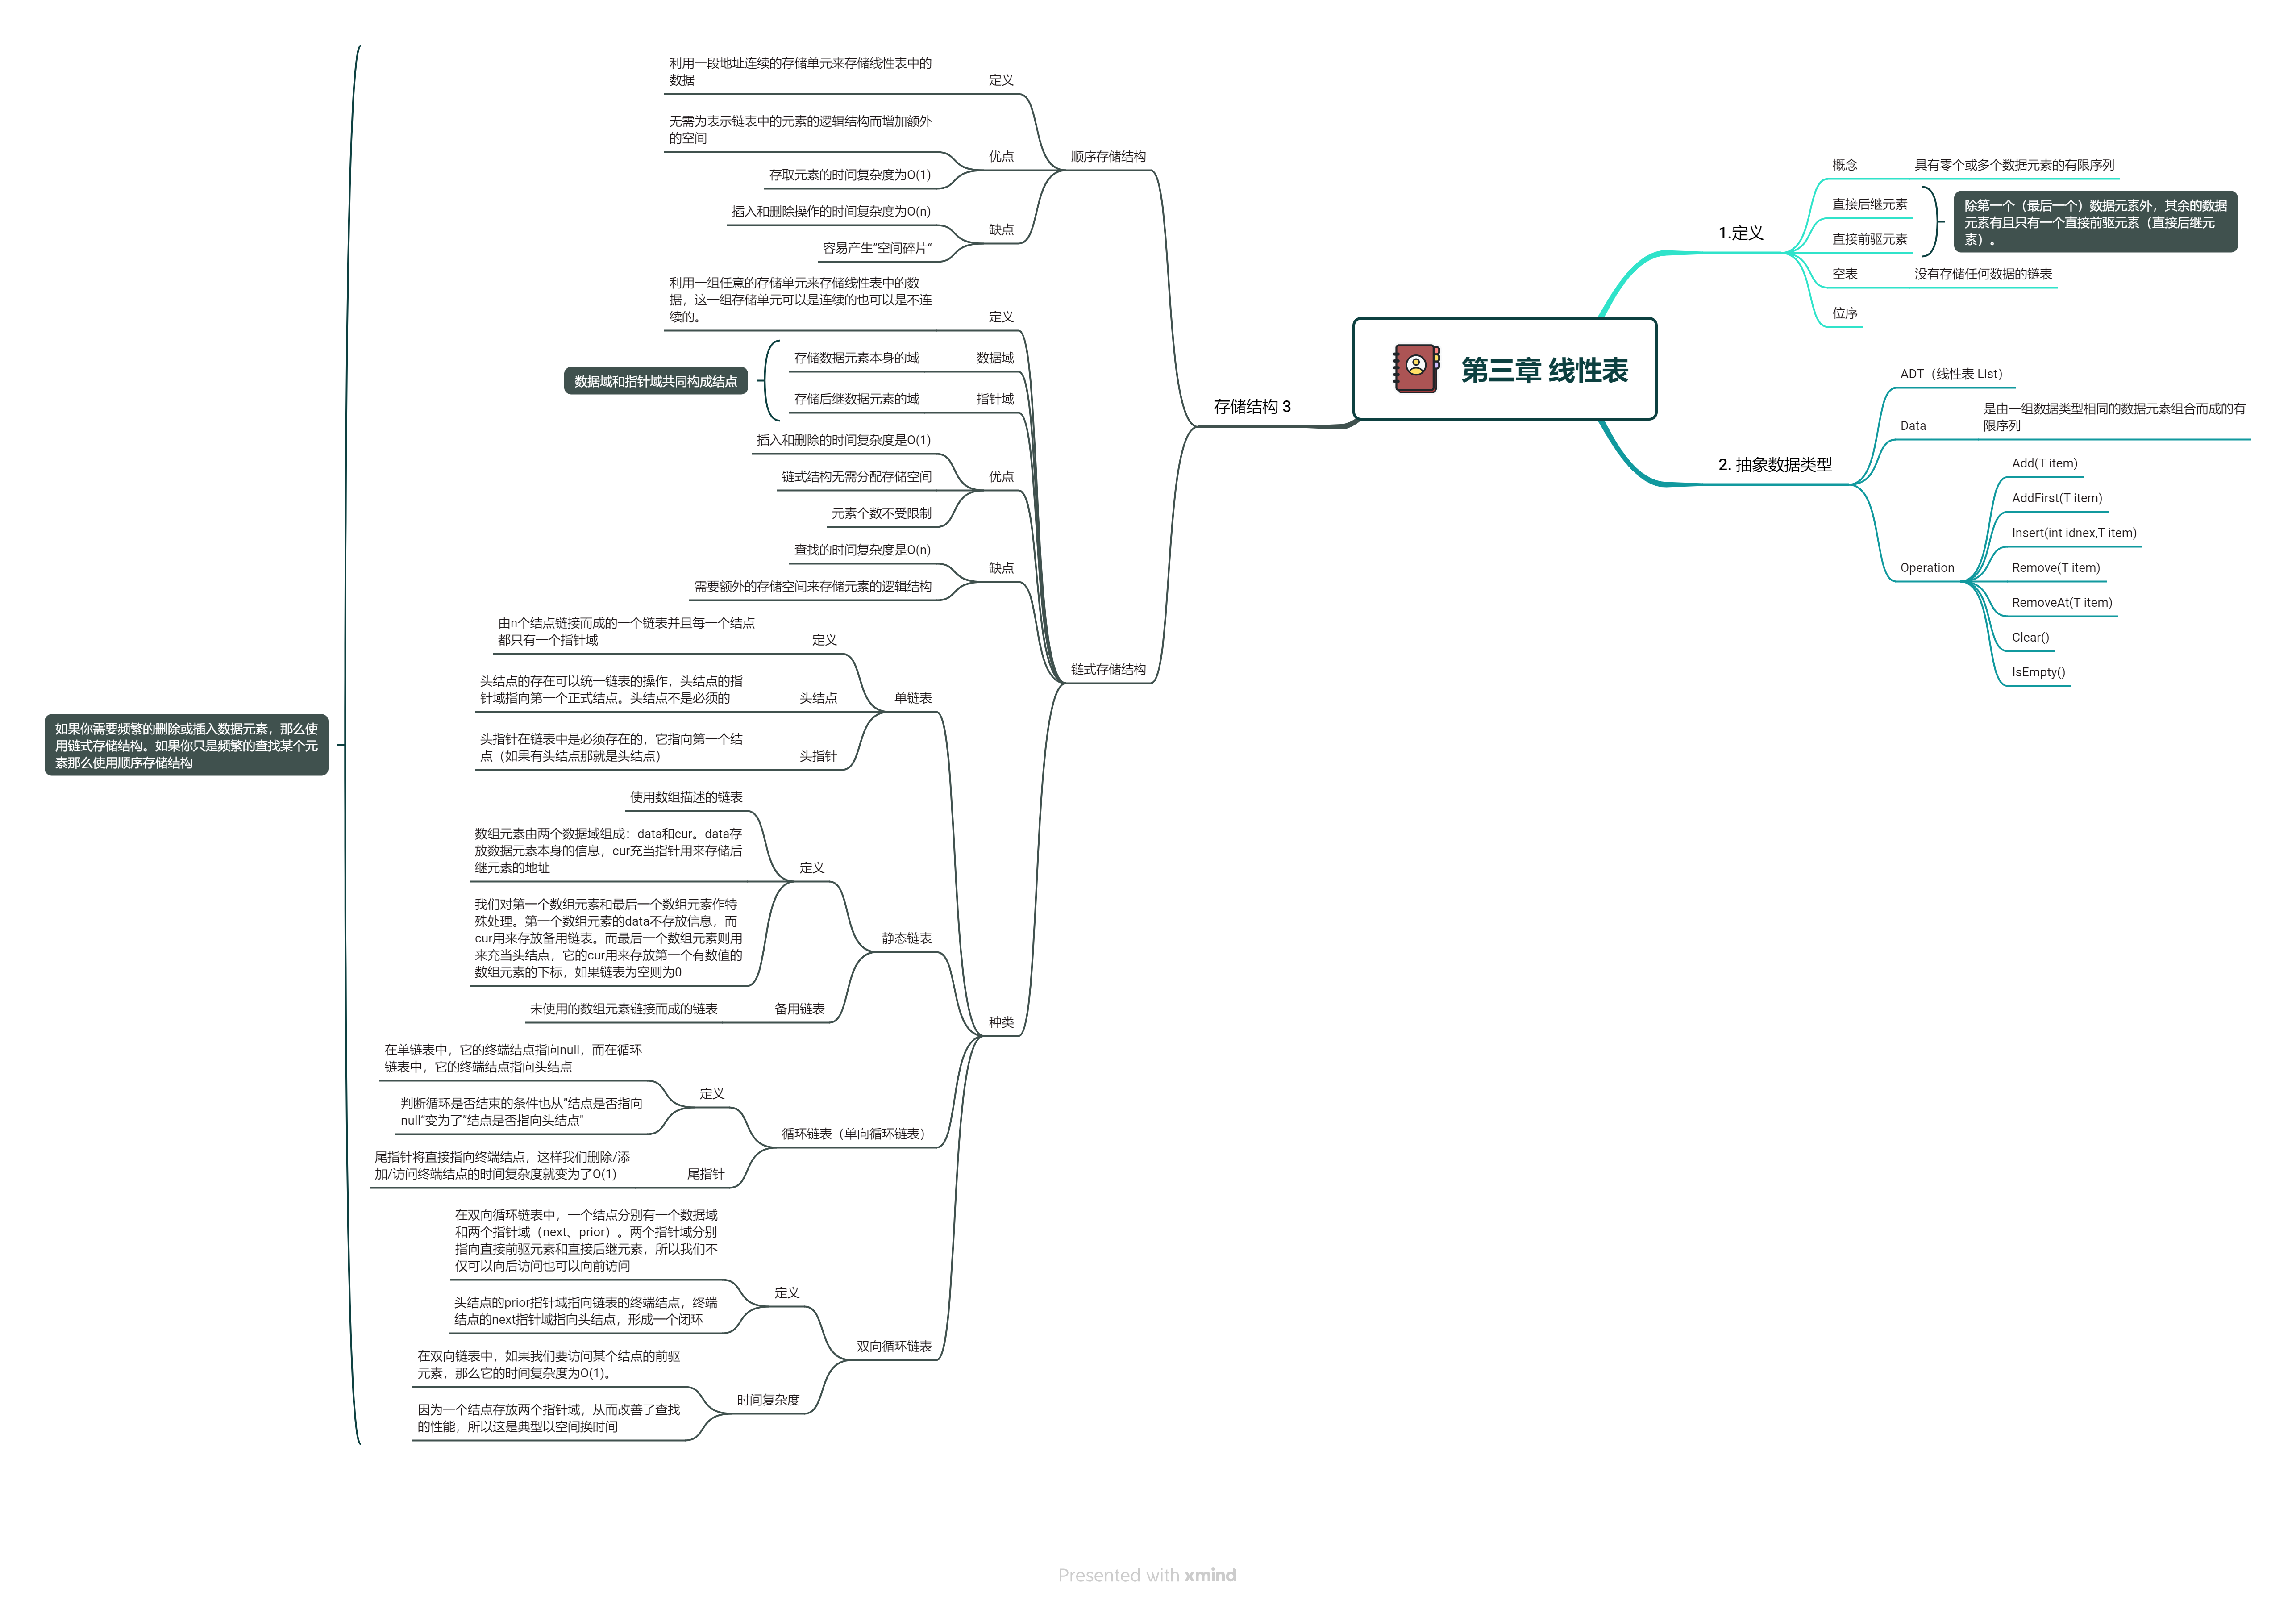 第三章 线性表
1.定义
概念
具有零个或多个数据元素的有限序列
直接后继元素
直接前驱元素
除第一个（最后一个）数据元素外，其余的数据
元素有且只有一个直接前驱元素（直接后继元
素）。
空表
没有存储任何数据的链表
位序
2. 抽象数据类型
ADT（线性表 List）
Data
是由一组数据类型相同的数据元素组合而成的有
限序列
Operation
Add(T item)
AddFirst(T item)
Insert(int idnex,T item)
Remove(T item)
RemoveAt(T item)
Clear()
IsEmpty()
存储结构 3
顺序存储结构
定义
利用一段地址连续的存储单元来存储线性表中的
数据
优点
无需为表示链表中的元素的逻辑结构而增加额外
的空间
存取元素的时间复杂度为O(1)
缺点
插入和删除操作的时间复杂度为O(n)
容易产生”空间碎片“
链式存储结构
定义
利用一组任意的存储单元来存储线性表中的数
据，这一组存储单元可以是连续的也可以是不连
续的。
数据域
存储数据元素本身的域
指针域
存储后继数据元素的域
数据域和指针域共同构成结点
优点
插入和删除的时间复杂度是O(1)
链式结构无需分配存储空间
元素个数不受限制
缺点
查找的时间复杂度是O(n)
需要额外的存储空间来存储元素的逻辑结构
种类
单链表
定义
由n个结点链接而成的一个链表并且每一个结点
都只有一个指针域
头结点
头结点的存在可以统一链表的操作，头结点的指
针域指向第一个正式结点。头结点不是必须的
头指针
头指针在链表中是必须存在的，它指向第一个结
点（如果有头结点那就是头结点）
静态链表
定义
使用数组描述的链表
数组元素由两个数据域组成：data和cur。data存
放数据元素本身的信息，cur充当指针用来存储后
继元素的地址
我们对第一个数组元素和最后一个数组元素作特
殊处理。第一个数组元素的data不存放信息，而
cur用来存放备用链表。而最后一个数组元素则用
来充当头结点，它的cur用来存放第一个有数值的
数组元素的下标，如果链表为空则为0
备用链表
未使用的数组元素链接而成的链表
循环链表（单向循环链表）
定义
在单链表中，它的终端结点指向null，而在循环
链表中，它的终端结点指向头结点
判断循环是否结束的条件也从”结点是否指向
null“变为了”结点是否指向头结点"
尾指针
尾指针将直接指向终端结点，这样我们删除/添
加/访问终端结点的时间复杂度就变为了O(1)
双向循环链表
定义
在双向循环链表中，一个结点分别有一个数据域
和两个指针域（next、prior）。两个指针域分别
指向直接前驱元素和直接后继元素，所以我们不
仅可以向后访问也可以向前访问
头结点的prior指针域指向链表的终端结点，终端
结点的next指针域指向头结点，形成一个闭环
时间复杂度
在双向链表中，如果我们要访问某个结点的前驱
元素，那么它的时间复杂度为O(1)。
因为一个结点存放两个指针域，从而改善了查找
的性能，所以这是典型以空间换时间
如果你需要频繁的删除或插入数据元素，那么使
用链式存储结构。如果你只是频繁的查找某个元
素那么使用顺序存储结构
Presented with xmind